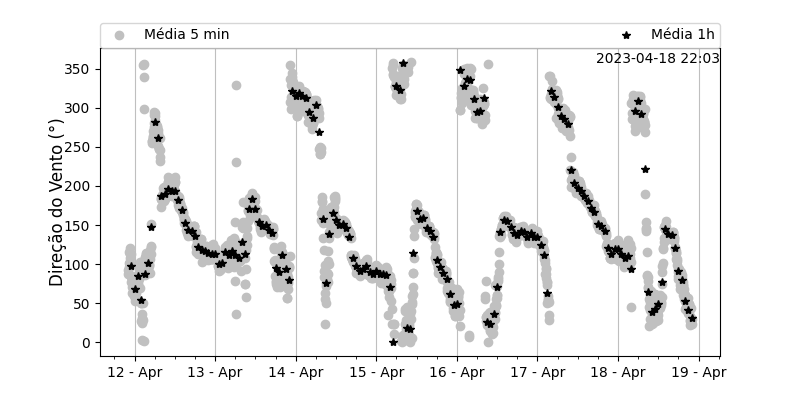 Média 5 min
Média 1h
2023-04-18 22:03
Direção do Vento (°)
350
300
250
200
150
100
50
0
12 - Apr
13 - Apr
14 - Apr
15 - Apr
16 - Apr
17 - Apr
18 - Apr
19 - Apr